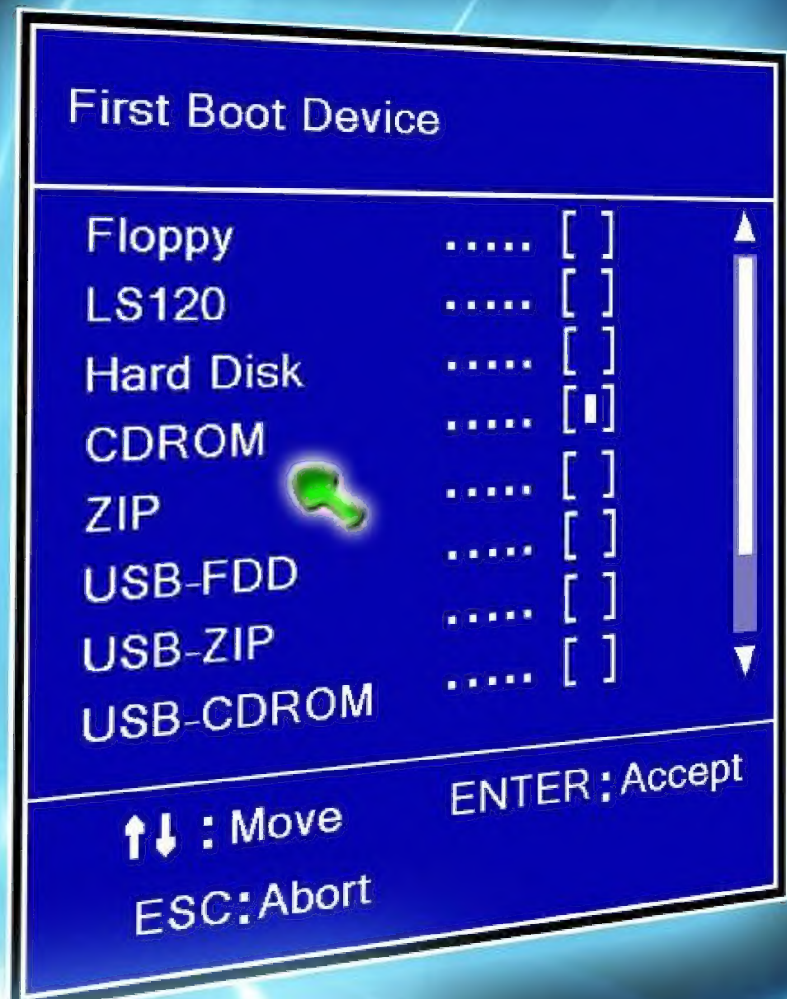 First Boot Device
Floppy ..... [ ]
LS120 ..... [ ]
Hard Disk ..... [ ]
CDROM ..... [▮]
ZIP ..... [ ]
USB-FDD ..... [ ]
USB-ZIP ..... [ ]
USB-CDROM ..... [ ]
↑↓ : Move ENTER : Accept
ESC : Abort